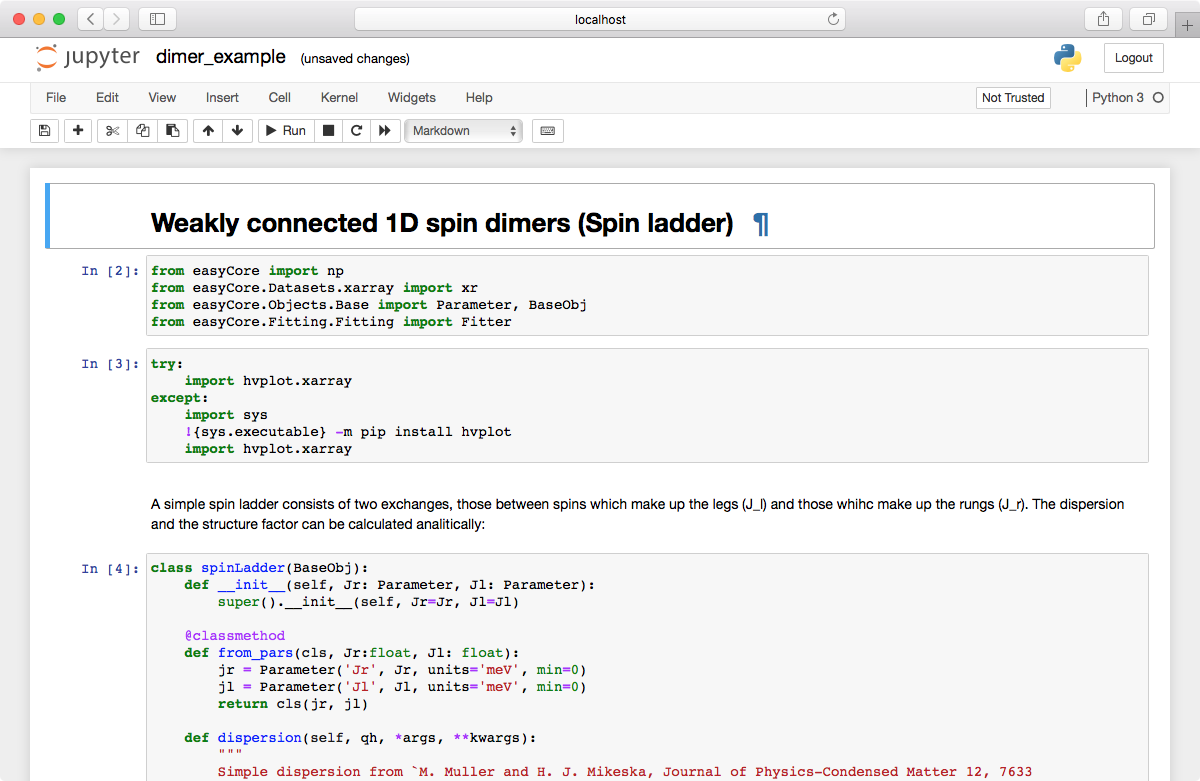 localhost
jupyter dimer_example (unsaved changes)
Logout
File Edit View Insert Cell Kernel Widgets Help Not Trusted Python 3
Run Markdown
Weakly connected 1D spin dimers (Spin ladder) ¶
In [2]: from easyCore import np
from easyCore.Datasets.xarray import xr
from easyCore.Objects.Base import Parameter, BaseObj
from easyCore.Fitting.Fitting import Fitter
In [3]: try:
    import hvplot.xarray
except:
    import sys
    !{sys.executable} -m pip install hvplot
    import hvplot.xarray
A simple spin ladder consists of two exchanges, those between spins which make up the legs (J_l) and those whihc make up the rungs (J_r). The dispersion
and the structure factor can be calculated analitically:
In [4]: class spinLadder(BaseObj):
    def __init__(self, Jr: Parameter, Jl: Parameter):
        super().__init__(self, Jr=Jr, Jl=Jl)
    @classmethod
    def from_pars(cls, Jr:float, Jl: float):
        jr = Parameter('Jr', Jr, units='meV', min=0)
        jl = Parameter('Jl', Jl, units='meV', min=0)
        return cls(jr, jl)
    def dispersion(self, qh, *args, **kwargs):
        """
        Simple dispersion from `M. Muller and H. J. Mikeska, Journal of Physics-Condensed Matter 12, 7633